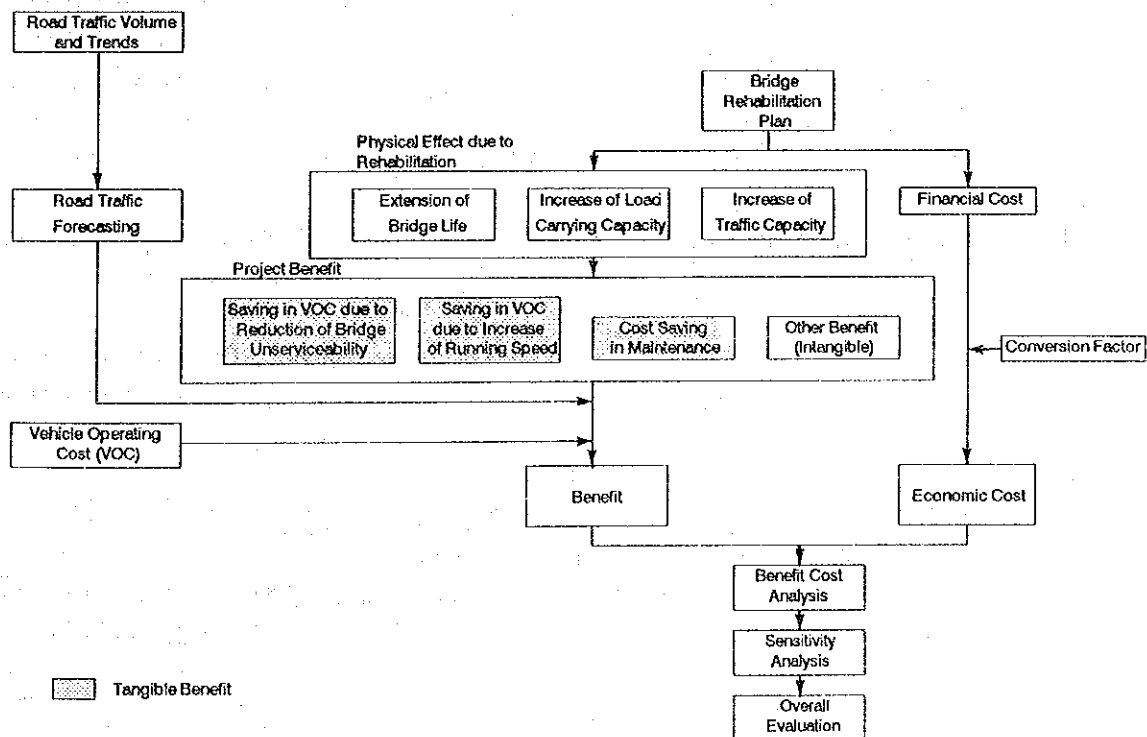 Road Traffic Volume
and Trends
Bridge
Rehabilitation
Plan
Physical Effect due to
Rehabilitation
Road Traffic
Forecasting
Extension of
Bridge Life
Increase of Load
Carrying Capacity
Increase of
Traffic Capacity
Financial Cost
Project Benefit
Saving in VOC due to
Reduction of Bridge
Unserviceability
Saving in VOC
due to Increase
of Running Speed
Cost Saving
in Maintenance
Other Benefit
(Intangible)
Conversion Factor
Vehicle Operating
Cost (VOC)
Benefit
Economic Cost
Benefit Cost
Analysis
Sensitivity
Analysis
Tangible Benefit
Overall
Evaluation